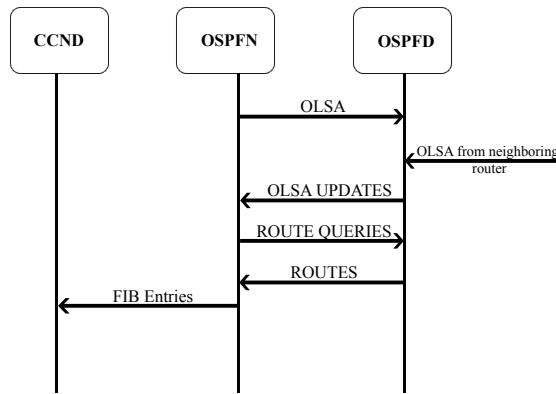 CCND
OSPFN
OSPFD
OLSA
OLSA from neighboring
router
OLSA UPDATES
ROUTE QUERIES
ROUTES
FIB Entries